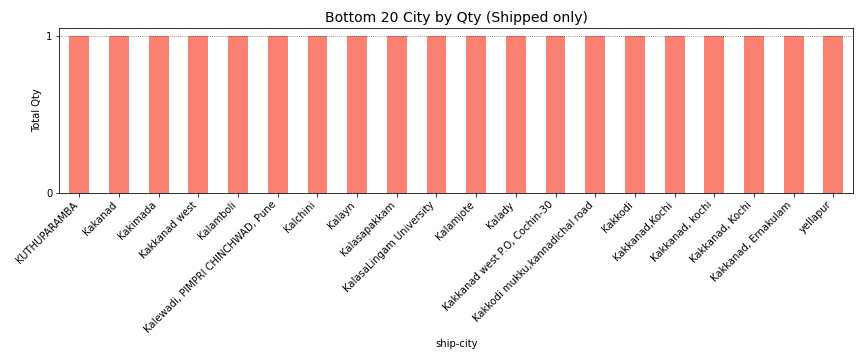 Bottom 20 City by Qty (Shipped only)
Total Qty
1
0
KUTHUPARAMBA
Kakanad
Kakimada
Kakkanad west
Kalamboli
Kalewadi, PIMPRI CHINCHWAD, Pune
Kalchini
Kalayn
Kalasapakkam
KalasaLingam University
Kalamjote
Kalady
Kakkanad west P.O, Cochin-30
Kakkodi mukku,kannadichal road
Kakkodi
Kakkanad,Kochi
Kakkanad, kochi
Kakkanad, Kochi
Kakkanad, Ernakulam
yellapur
ship-city